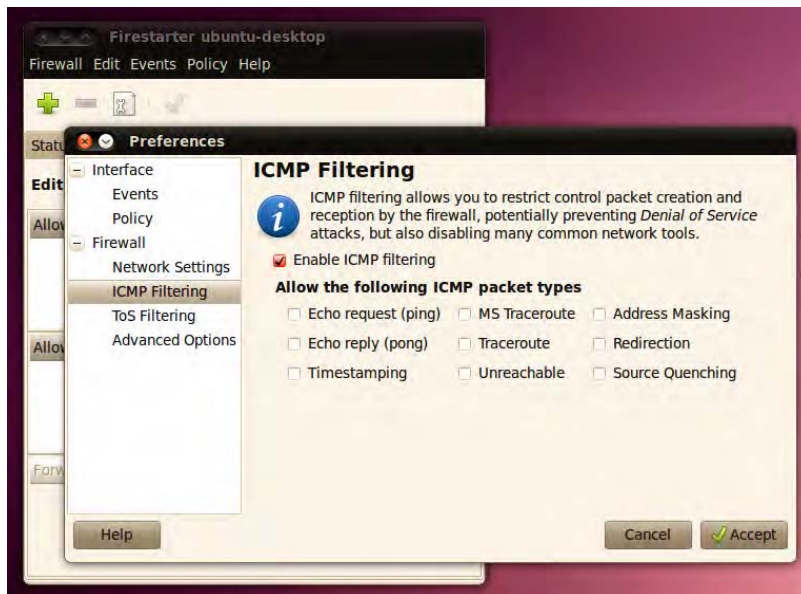 Firestarter ubuntu-desktop
Firewall Edit Events Policy Help
Preferences
Interface
Events
Policy
Firewall
Network Settings
ICMP Filtering
ToS Filtering
Advanced Options
ICMP Filtering
ICMP filtering allows you to restrict control packet creation and
reception by the firewall, potentially preventing Denial of Service
attacks, but also disabling many common network tools.
Enable ICMP filtering
Allow the following ICMP packet types
Echo request (ping) MS Traceroute Address Masking
Echo reply (pong) Traceroute Redirection
Timestamping Unreachable Source Quenching
Help Cancel Accept
Edit